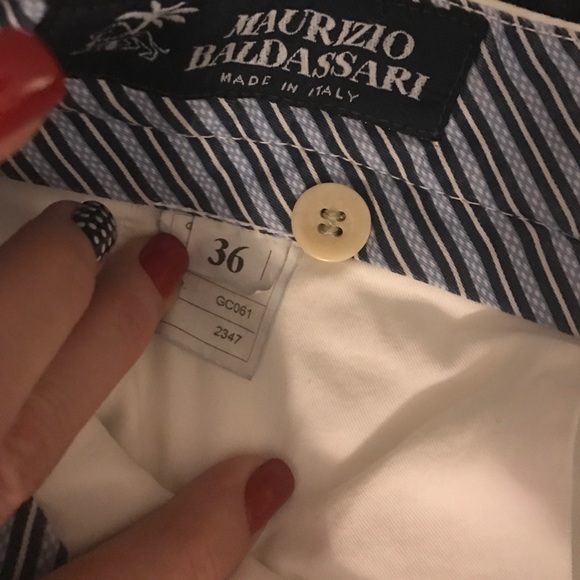 MAURIZIO
BALDASSARI
MADE IN ITALY
36
GC061
2347